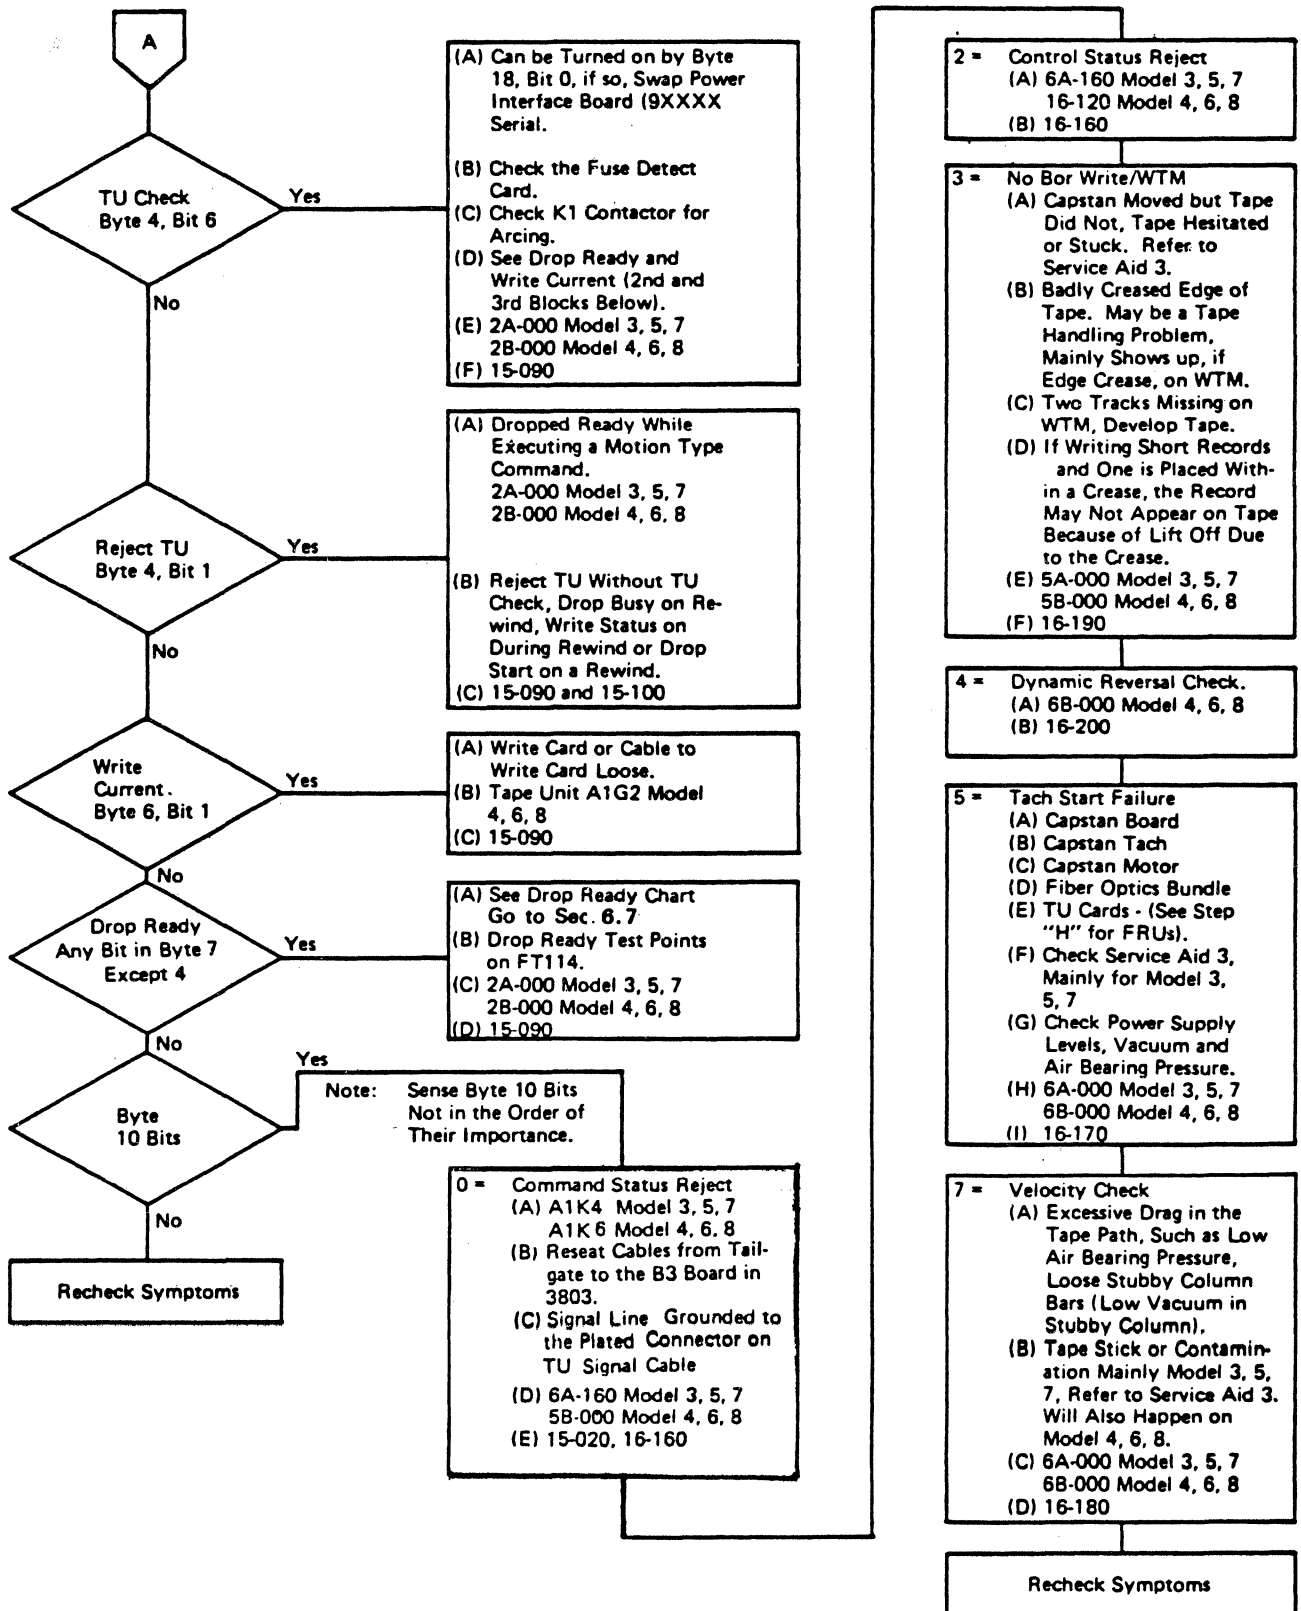 A
TU Check
Byte 4, Bit 6
Yes
No
(A) Can be Turned on by Byte
18, Bit 0, if so, Swap Power
Interface Board (9XXXX
Serial.
(B) Check the Fuse Detect
Card.
(C) Check K1 Contactor for
Arcing.
(D) See Drop Ready and
Write Current (2nd and
3rd Blocks Below).
(E) 2A-000 Model 3, 5, 7
2B-000 Model 4, 6, 8
(F) 15-090
Reject TU
Byte 4, Bit 1
Yes
No
(A) Dropped Ready While
Executing a Motion Type
Command.
2A-000 Model 3, 5, 7
2B-000 Model 4, 6, 8
(B) Reject TU Without TU
Check, Drop Busy on Re-
wind, Write Status on
During Rewind or Drop
Start on a Rewind.
(C) 15-090 and 15-100
Write
Current.
Byte 6, Bit 1
Yes
No
(A) Write Card or Cable to
Write Card Loose.
(B) Tape Unit A1G2 Model
4, 6, 8
(C) 15-090
Drop Ready
Any Bit in Byte 7
Except 4
Yes
No
(A) See Drop Ready Chart
Go to Sec. 6.7
(B) Drop Ready Test Points
on FT114.
(C) 2A-000 Model 3, 5, 7
2B-000 Model 4, 6, 8
(D) 15-090
Byte
10 Bits
Yes
No
Note: Sense Byte 10 Bits
Not in the Order of
Their Importance.
Recheck Symptoms
0 = Command Status Reject
(A) A1K4 Model 3, 5, 7
A1K6 Model 4, 6, 8
(B) Reseat Cables from Tail-
gate to the B3 Board in
3803.
(C) Signal Line Grounded to
the Plated Connector on
TU Signal Cable
(D) 6A-160 Model 3, 5, 7
5B-000 Model 4, 6, 8
(E) 15-020, 16-160
2 = Control Status Reject
(A) 6A-160 Model 3, 5, 7
16-120 Model 4, 6, 8
(B) 16-160
3 = No Bor Write/WTM
(A) Capstan Moved but Tape
Did Not, Tape Hesitated
or Stuck. Refer to
Service Aid 3.
(B) Badly Creased Edge of
Tape. May be a Tape
Handling Problem,
Mainly Shows up, if
Edge Crease, on WTM.
(C) Two Tracks Missing on
WTM, Develop Tape.
(D) If Writing Short Records
and One is Placed With-
in a Crease, the Record
May Not Appear on Tape
Because of Lift Off Due
to the Crease.
(E) 5A-000 Model 3, 5, 7
5B-000 Model 4, 6, 8
(F) 16-190
4 = Dynamic Reversal Check.
(A) 6B-000 Model 4, 6, 8
(B) 16-200
5 = Tach Start Failure
(A) Capstan Board
(B) Capstan Tach
(C) Capstan Motor
(D) Fiber Optics Bundle
(E) TU Cards - (See Step
"H" for FRUs).
(F) Check Service Aid 3,
Mainly for Model 3,
5, 7
(G) Check Power Supply
Levels, Vacuum and
Air Bearing Pressure.
(H) 6A-000 Model 3, 5, 7
6B-000 Model 4, 6, 8
(I) 16-170
7 = Velocity Check
(A) Excessive Drag in the
Tape Path, Such as Low
Air Bearing Pressure,
Loose Stubby Column
Bars (Low Vacuum in
Stubby Column).
(B) Tape Stick or Contamin-
ation Mainly Model 3, 5,
7, Refer to Service Aid 3.
Will Also Happen on
Model 4, 6, 8.
(C) 6A-000 Model 3, 5, 7
6B-000 Model 4, 6, 8
(D) 16-180
Recheck Symptoms